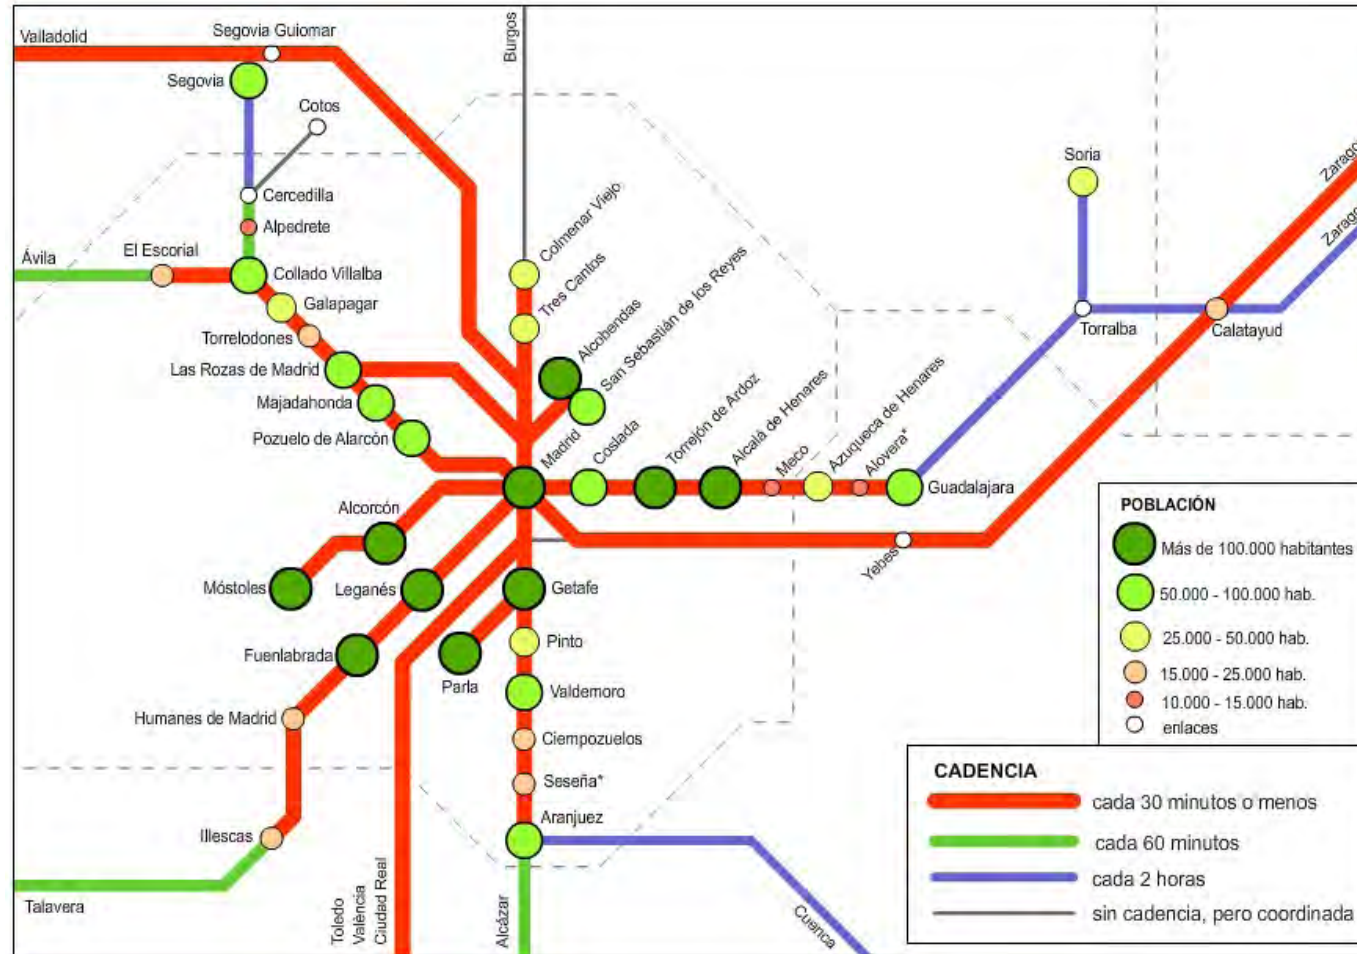 Valladolid
Segovia Guiomar
Burgos
Segovia
Cotos
Cercedilla
Alpedrete
Ávila
El Escorial
Collado Villalba
Galapagar
Torrelodones
Las Rozas de Madrid
Majadahonda
Pozuelo de Alarcón
Colmenar Viejo
Tres Cantos
Alcobendas
San Sebastián de los Reyes
Madrid
Coslada
Torrejón de Ardoz
Alcalá de Henares
Meco
Azuqueca de Henares
Alovera*
Guadalajara
Soria
Torralba
Calatayud
Zarago
Zarago
Yebes
Alcorcón
Móstoles
Leganés
Fuenlabrada
Humanes de Madrid
Illescas
Talavera
Getafe
Parla
Pinto
Valdemoro
Ciempozuelos
Seseña*
Aranjuez
Toledo
València
Ciudad Real
Alcázar
Cuenca
POBLACIÓN
Más de 100.000 habitantes
50.000 - 100.000 hab.
25.000 - 50.000 hab.
15.000 - 25.000 hab.
10.000 - 15.000 hab.
enlaces
CADENCIA
cada 30 minutos o menos
cada 60 minutos
cada 2 horas
sin cadencia, pero coordinada